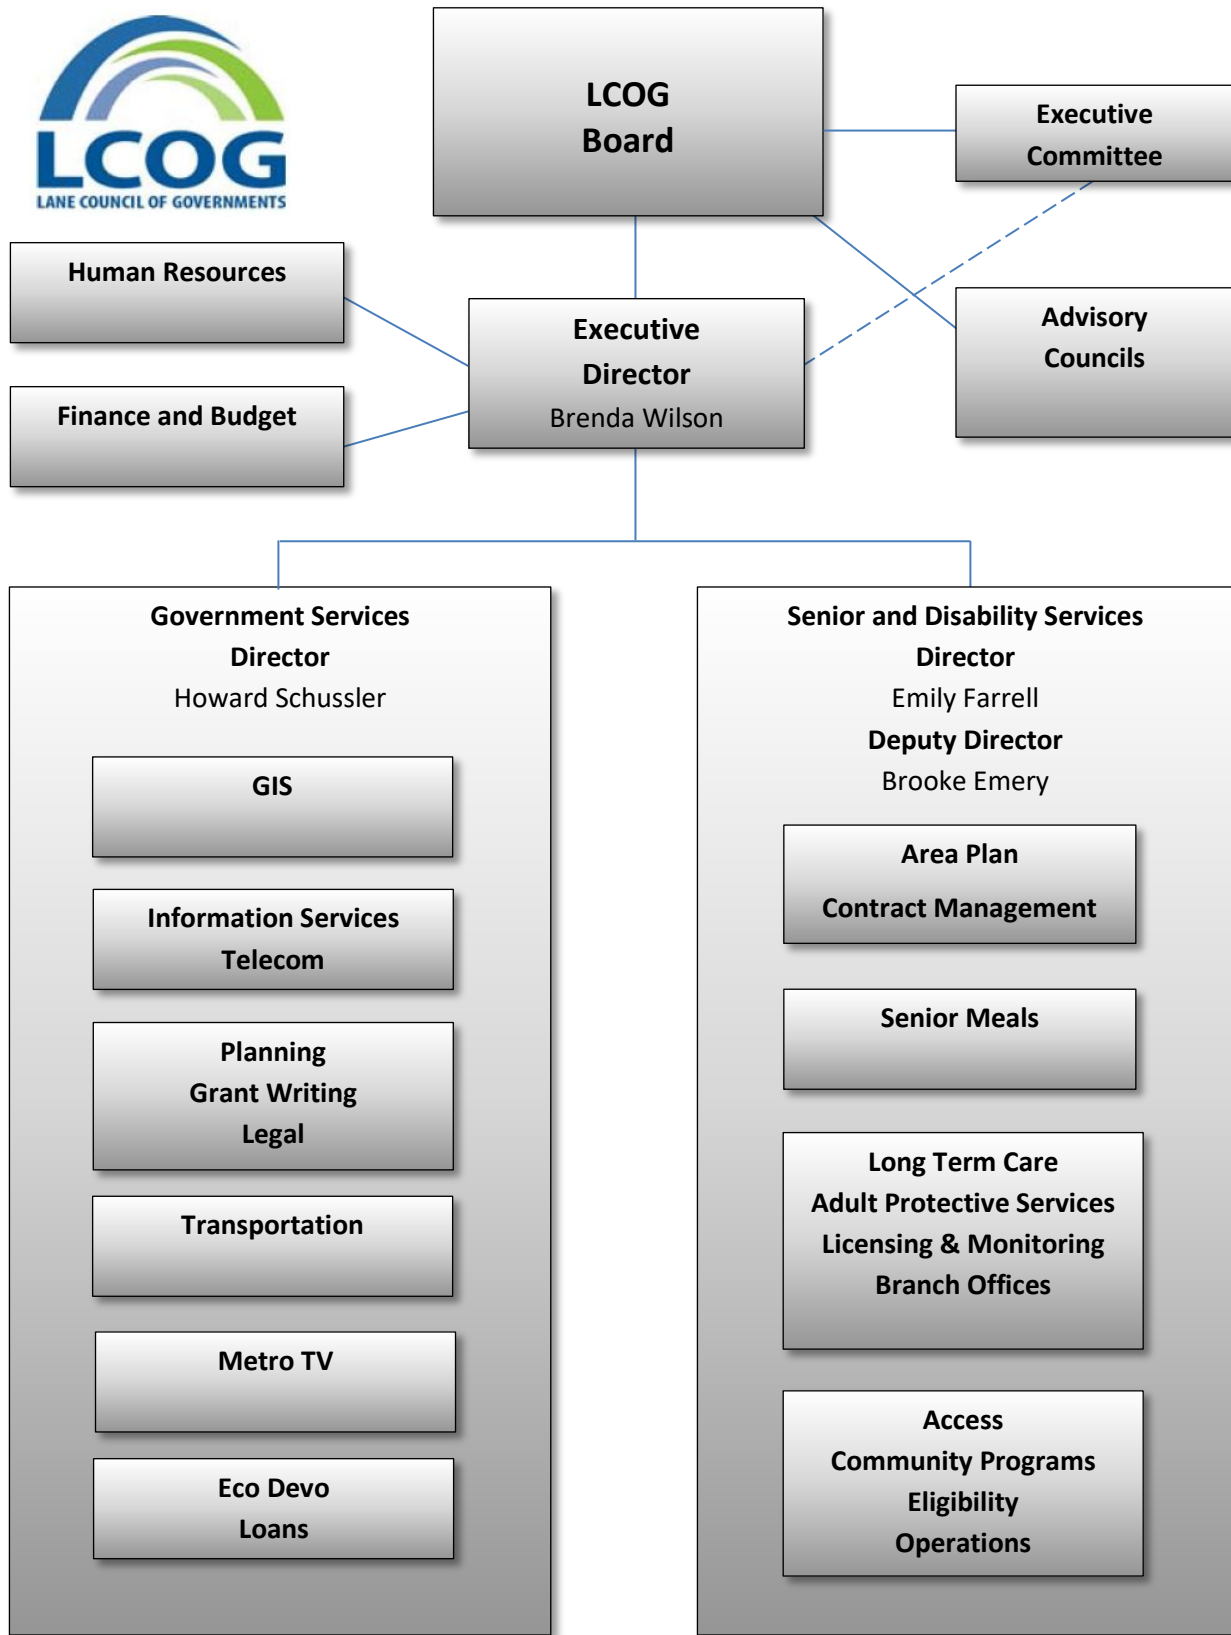 LCOG
LANE COUNCIL OF GOVERNMENTS
LCOG
Board
Executive
Committee
Human Resources
Executive
Director
Brenda Wilson
Advisory
Councils
Finance and Budget
Government Services
Director
Howard Schussler
GIS
Information Services
Telecom
Planning
Grant Writing
Legal
Transportation
Metro TV
Eco Devo
Loans
Senior and Disability Services
Director
Emily Farrell
Deputy Director
Brooke Emery
Area Plan
Contract Management
Senior Meals
Long Term Care
Adult Protective Services
Licensing & Monitoring
Branch Offices
Access
Community Programs
Eligibility
Operations